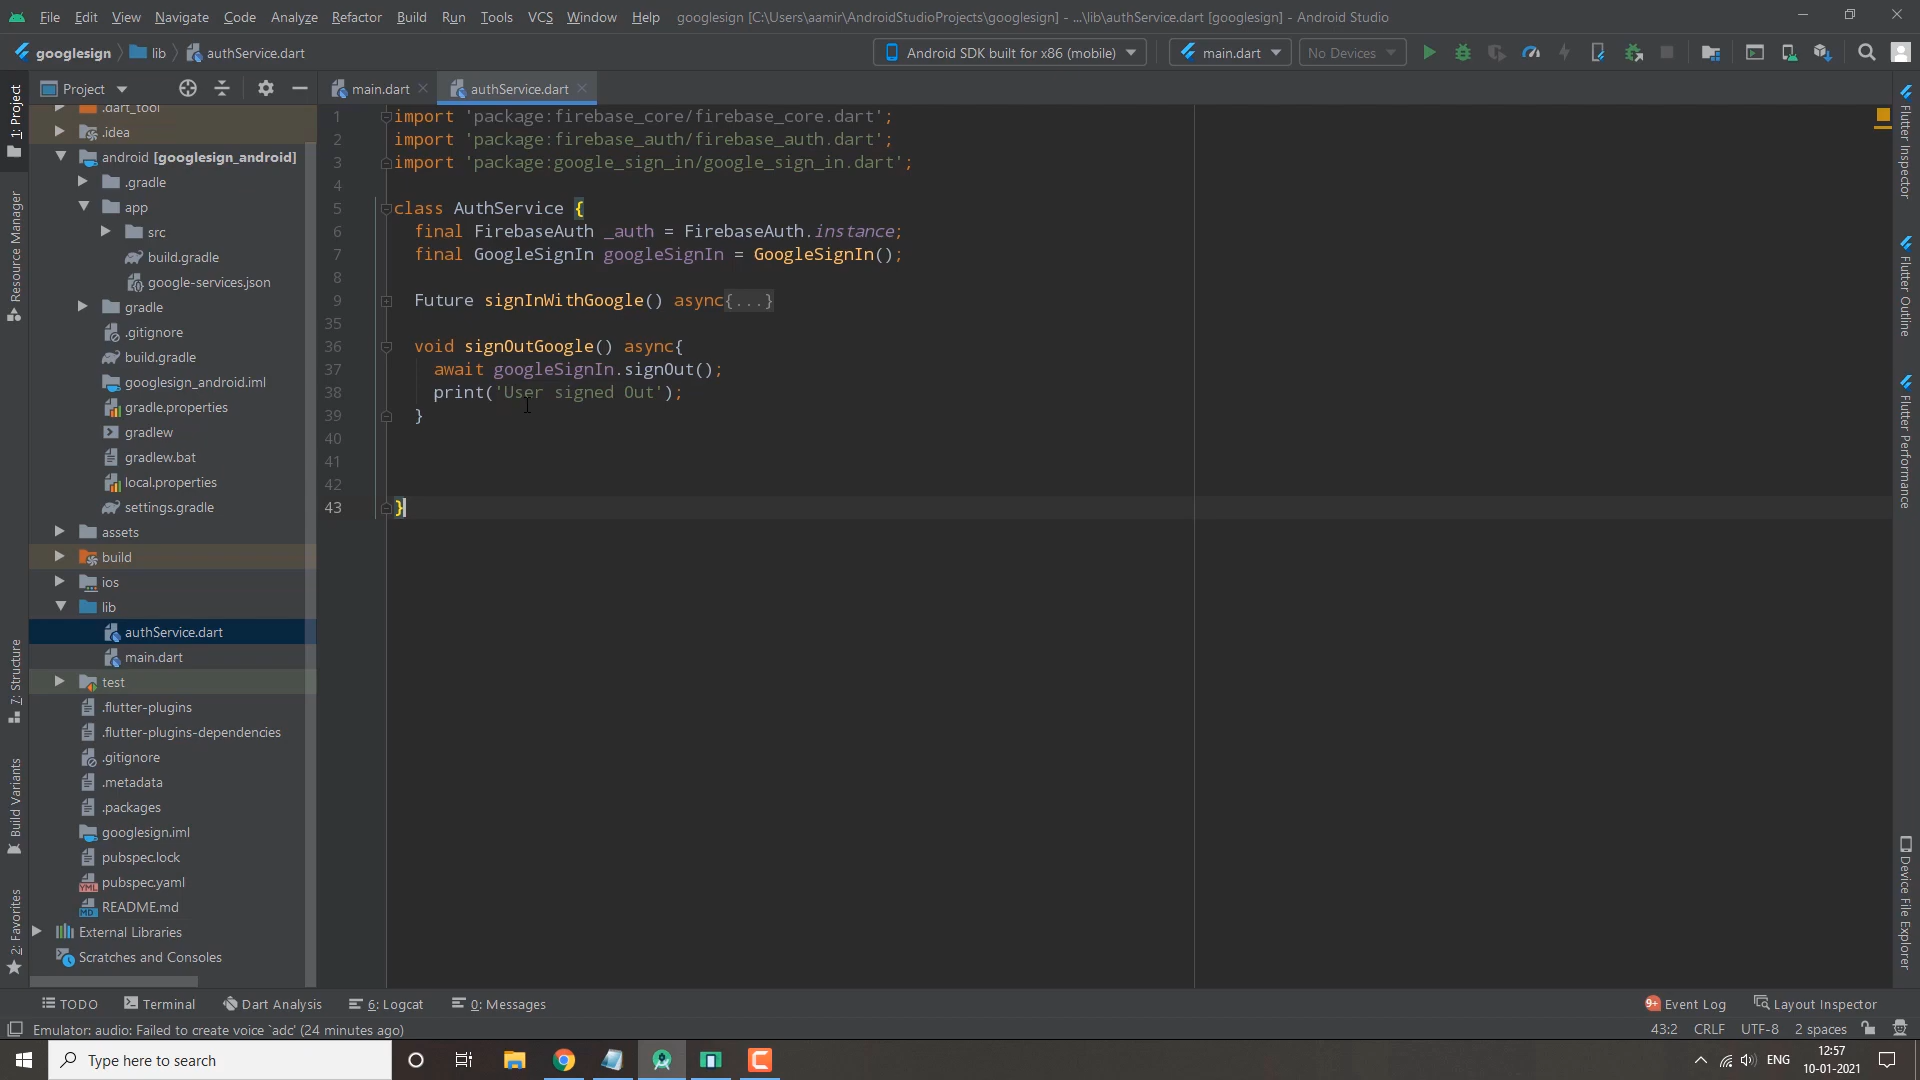 File Edit View Navigate Code Analyze Refactor Build Run Tools VCS Window Help googlesign [C:\Users\aamir\AndroidStudioProjects\googlesign] - ...\lib\authService.dart [googlesign] - Android Studio
googlesign lib authService.dart Android SDK built for x86 (mobile) main.dart No Devices
Project main.dart authService.dart
.dart_tool
.idea
android [googlesign_android]
.gradle
app
src
build.gradle
google-services.json
gradle
.gitignore
build.gradle
googlesign_android.iml
gradle.properties
gradlew
gradlew.bat
local.properties
settings.gradle
assets
build
ios
lib
authService.dart
main.dart
test
.flutter-plugins
.flutter-plugins-dependencies
.gitignore
.metadata
.packages
googlesign.iml
pubspec.lock
pubspec.yaml
README.md
External Libraries
Scratches and Consoles
1: Project
Resource Manager
7: Structure
Build Variants
2: Favorites
1 import 'package:firebase_core/firebase_core.dart';
2 import 'package:firebase_auth/firebase_auth.dart';
3 import 'package:google_sign_in/google_sign_in.dart';
4
5 class AuthService {
6 final FirebaseAuth _auth = FirebaseAuth.instance;
7 final GoogleSignIn googleSignIn = GoogleSignIn();
8
9 Future signInWithGoogle() async{...}
35
36 void signOutGoogle() async{
37 await googleSignIn.signOut();
38 print('User signed Out');
39 }
40
41
42
43 }
Flutter Inspector
Flutter Outline
Flutter Performance
Device File Explorer
TODO Terminal Dart Analysis 6: Logcat 0: Messages 9+ Event Log Layout Inspector
Emulator: audio: Failed to create voice `adc' (24 minutes ago) 43:2 CRLF UTF-8 2 spaces
Type here to search ENG 12:57
10-01-2021